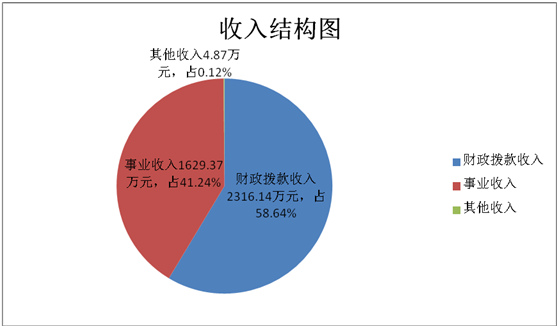 收入结构图
其他收入4.87万
元，占0.12%
事业收入1629.37
万元，占41.24%
财政拨款收入
2316.14万元，占
58.64%
财政拨款收入
事业收入
其他收入